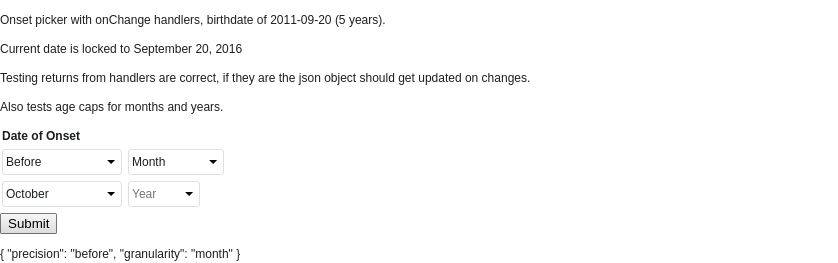 Onset picker with onChange handlers, birthdate of 2011-09-20 (5 years).
Current date is locked to September 20, 2016
Testing returns from handlers are correct, if they are the json object should get updated on changes.
Also tests age caps for months and years.
Date of Onset
Before Month
October Year
Submit
{ "precision": "before", "granularity": "month" }